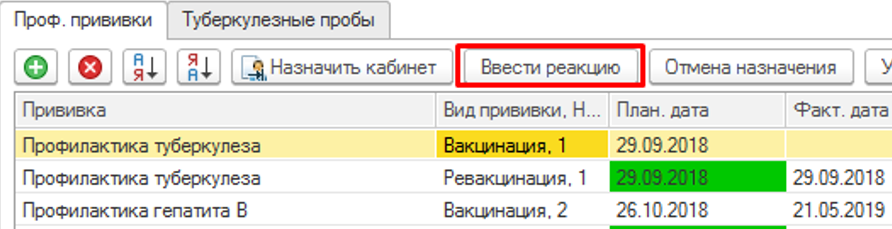 Проф. прививки Туберкулезные пробы
А Я Я А Назначить кабинет Ввести реакцию Отмена назначения У
Прививка Вид прививки, Н... План. дата Факт. дата
Профилактика туберкулеза Вакцинация, 1 29.09.2018
Профилактика туберкулеза Ревакцинация, 1 29.09.2018 29.09.2018
Профилактика гепатита В Вакцинация, 2 26.10.2018 21.05.2019